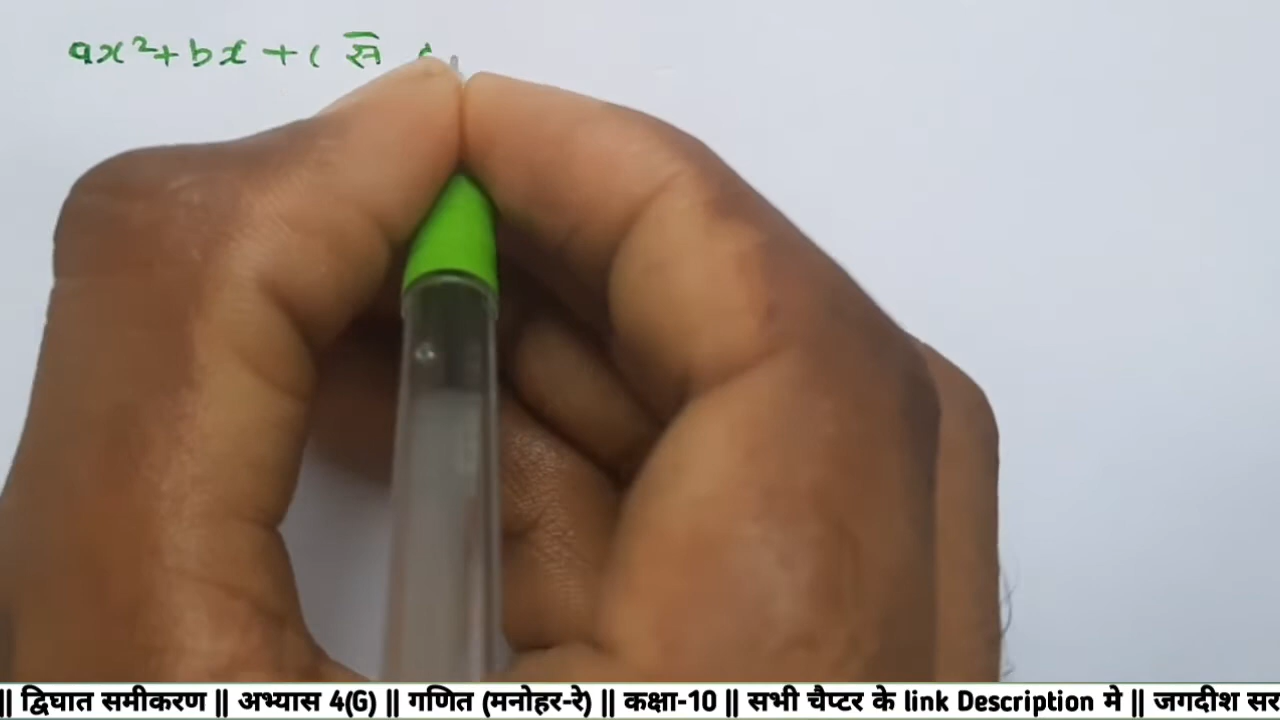 ax²+bx+c से
|| द्विघात समीकरण || अभ्यास 4(G) || गणित (मनोहर-रे) || कक्षा-10 || सभी चैप्टर के link Description मे || जगदीश सर